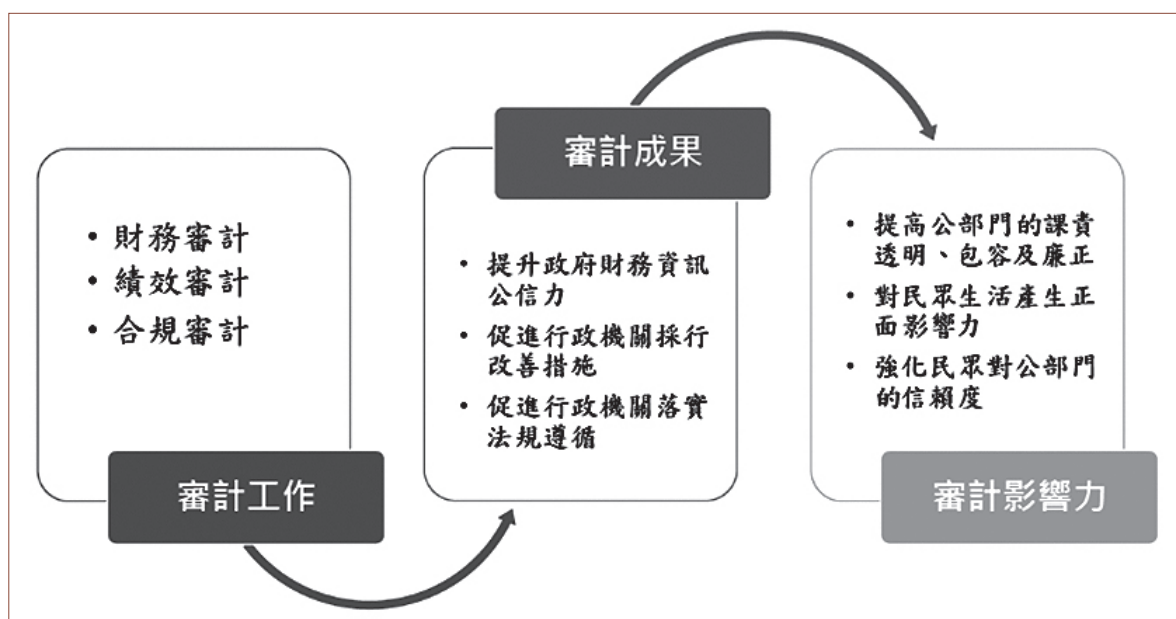 • 財務審計
• 績效審計
• 合規審計
審計工作
審計成果
• 提升政府財務資訊
公信力
• 促進行政機關採行
改善措施
• 促進行政機關落實
法規遵循
• 提高公部門的課責
透明、包容及廉正
• 對民眾生活產生正
面影響力
• 強化民眾對公部門
的信賴度
審計影響力